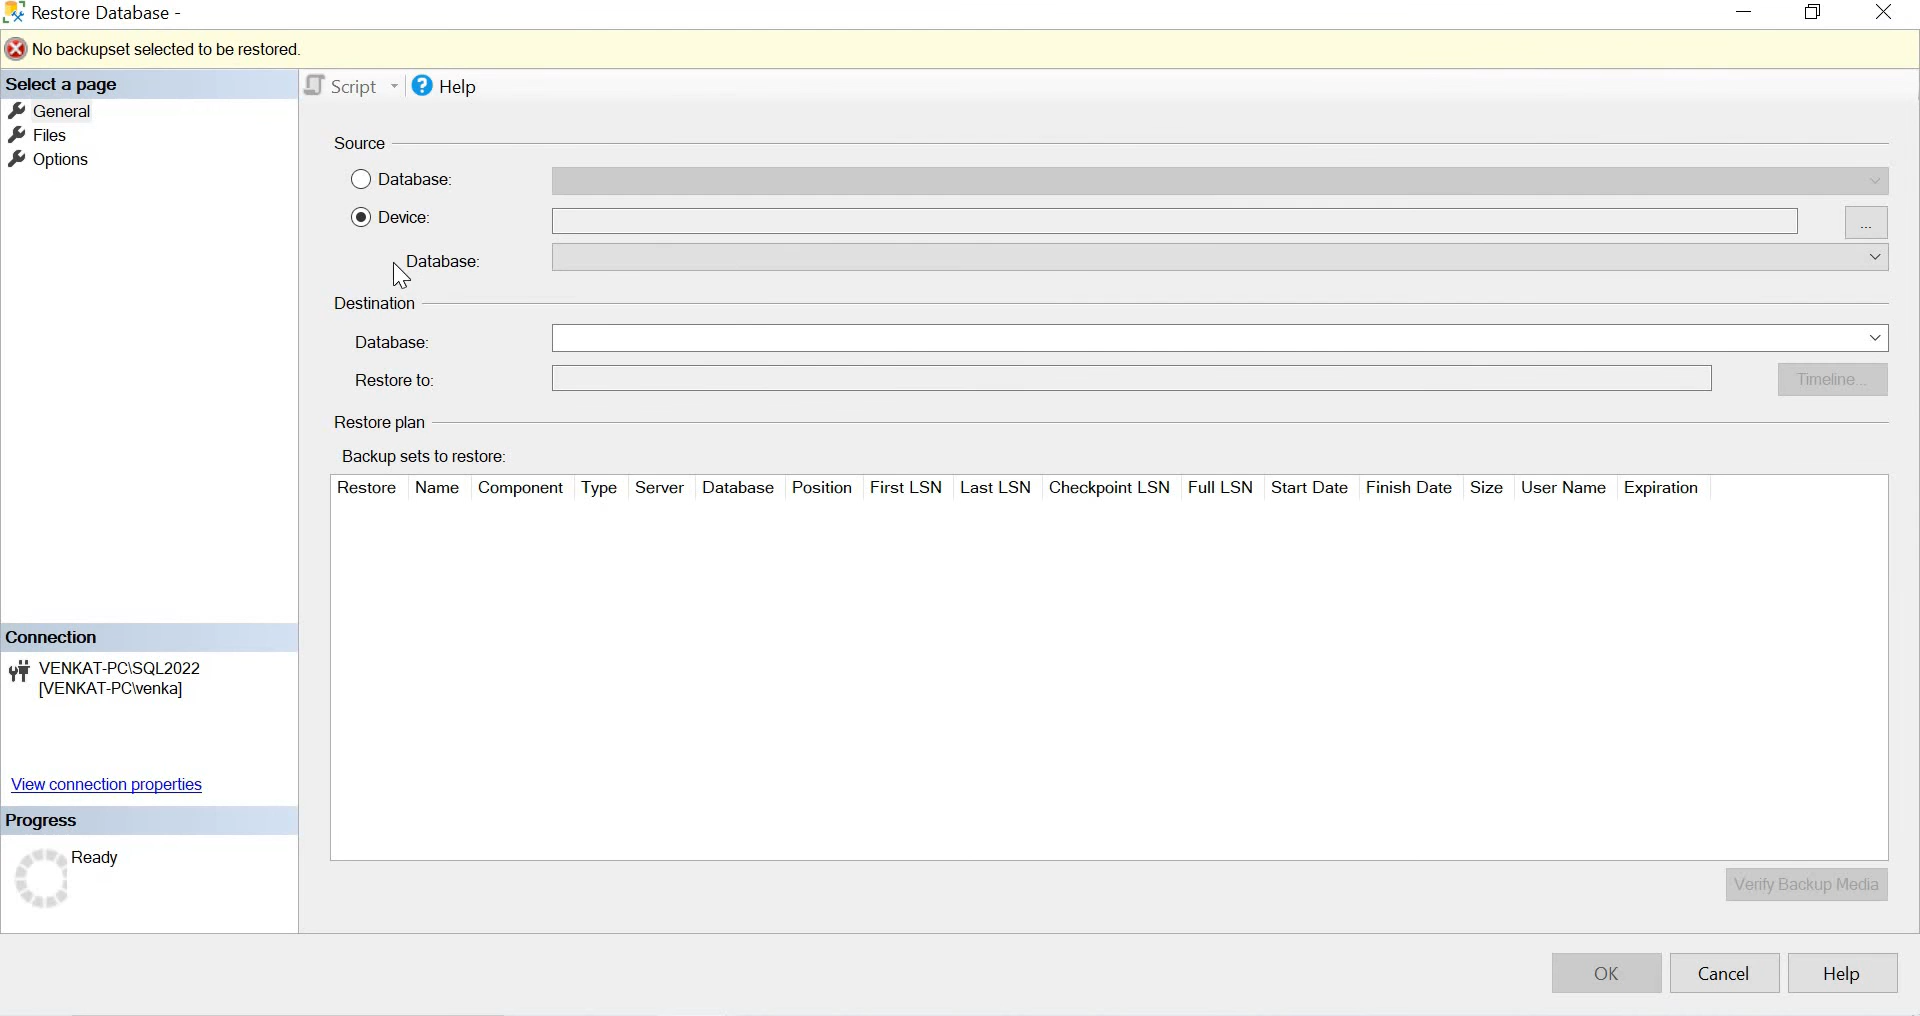 Restore Database -
No backupset selected to be restored.
Select a page
General
Files
Options
Script
Help
Source
Database:
Device:
...
Database:
Destination
Database:
Restore to:
Timeline...
Restore plan
Backup sets to restore:
Restore Name Component Type Server Database Position First LSN Last LSN Checkpoint LSN Full LSN Start Date Finish Date Size User Name Expiration
Connection
VENKAT-PC\SQL2022
[VENKAT-PC\venka]
View connection properties
Progress
Ready
Verify Backup Media
OK Cancel Help